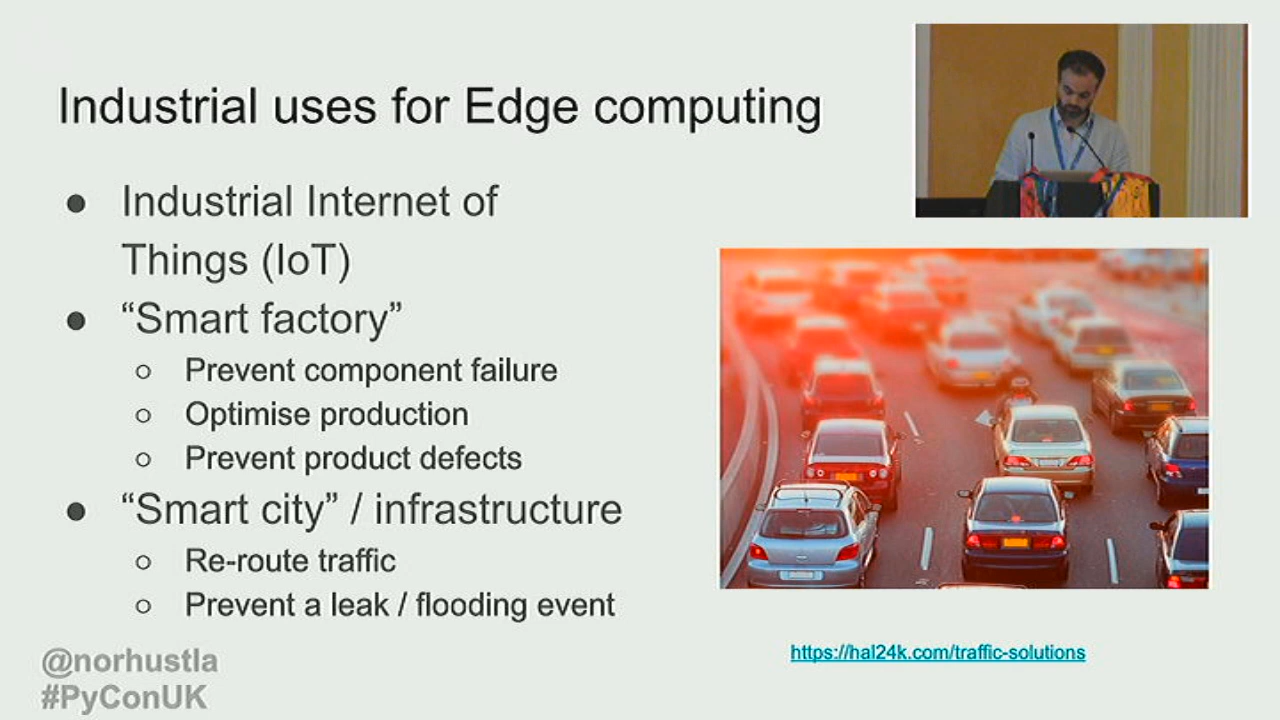 Industrial uses for Edge computing
● Industrial Internet of
Things (IoT)
● “Smart factory”
○ Prevent component failure
○ Optimise production
○ Prevent product defects
● “Smart city” / infrastructure
○ Re-route traffic
○ Prevent a leak / flooding event
@norhustla
#PyConUK
https://hal24k.com/traffic-solutions